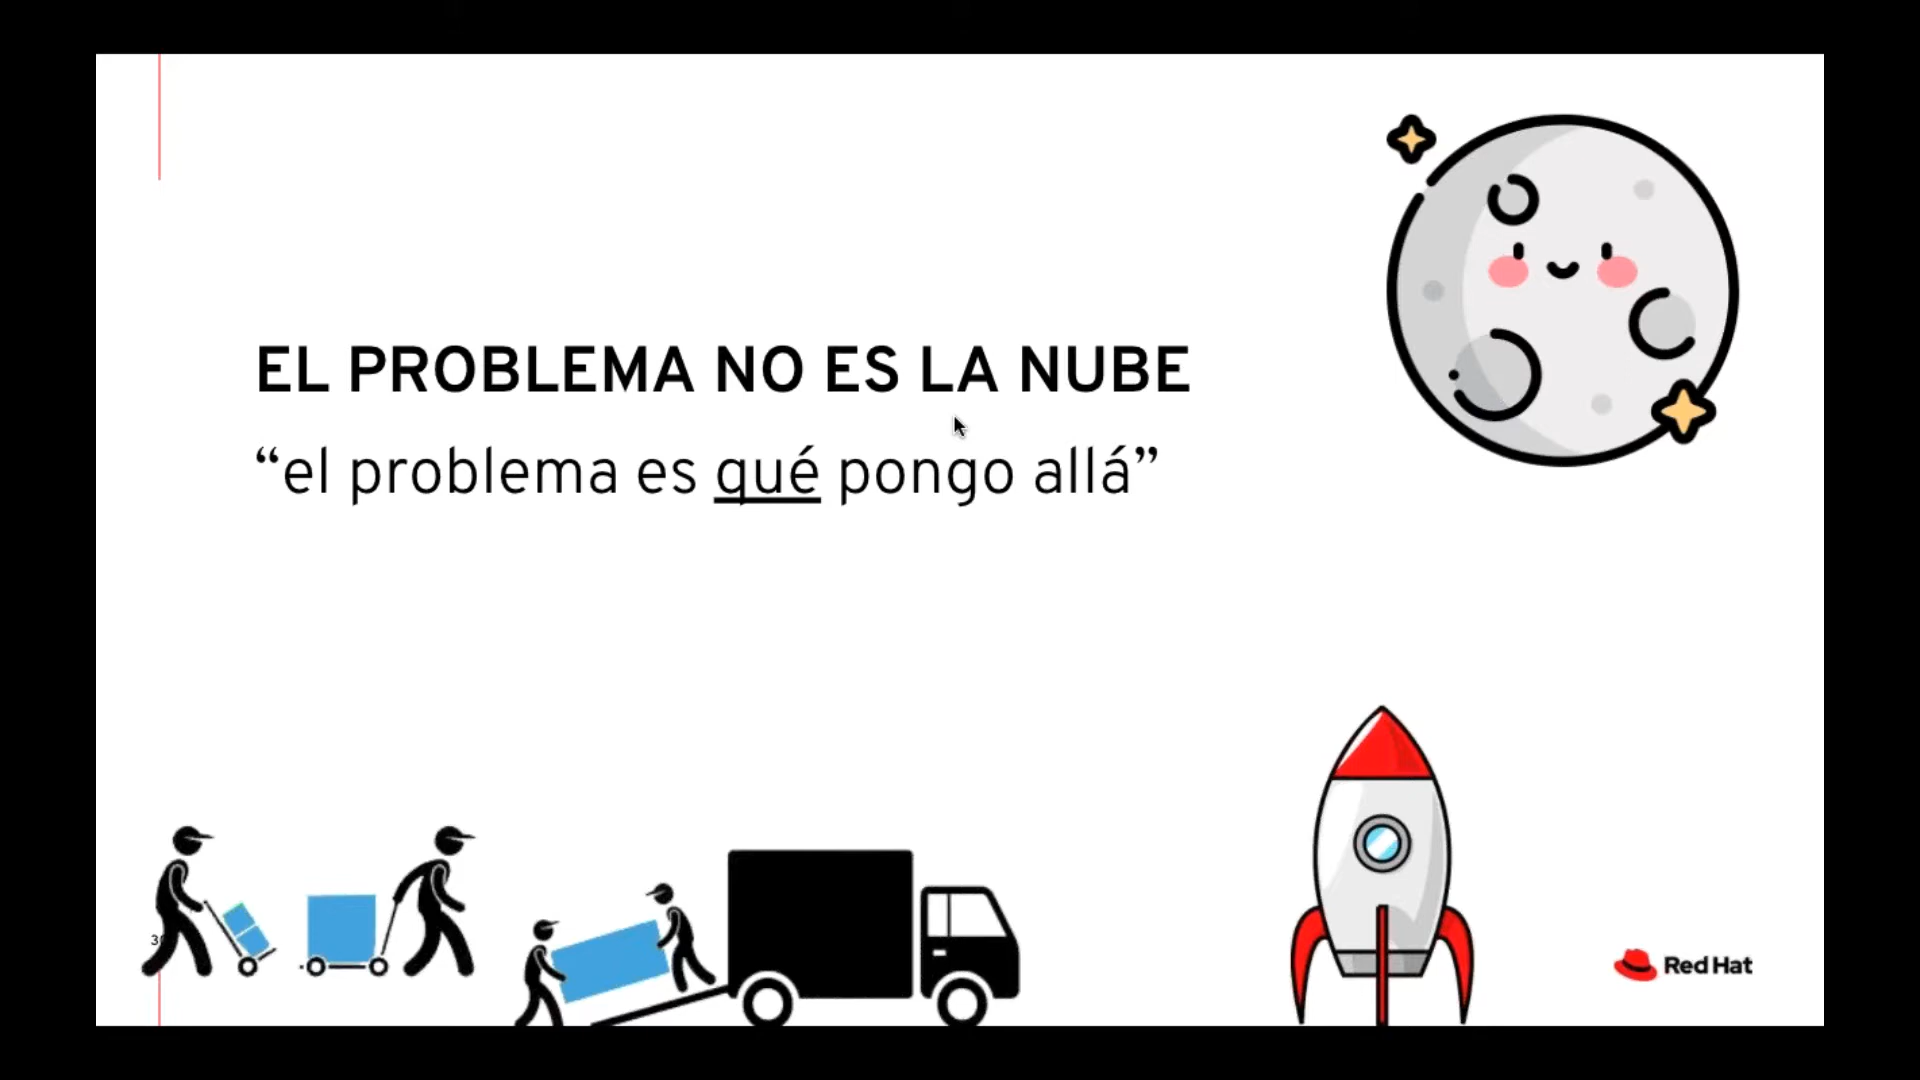 EL PROBLEMA NO ES LA NUBE
“el problema es qué pongo allá”
Red Hat